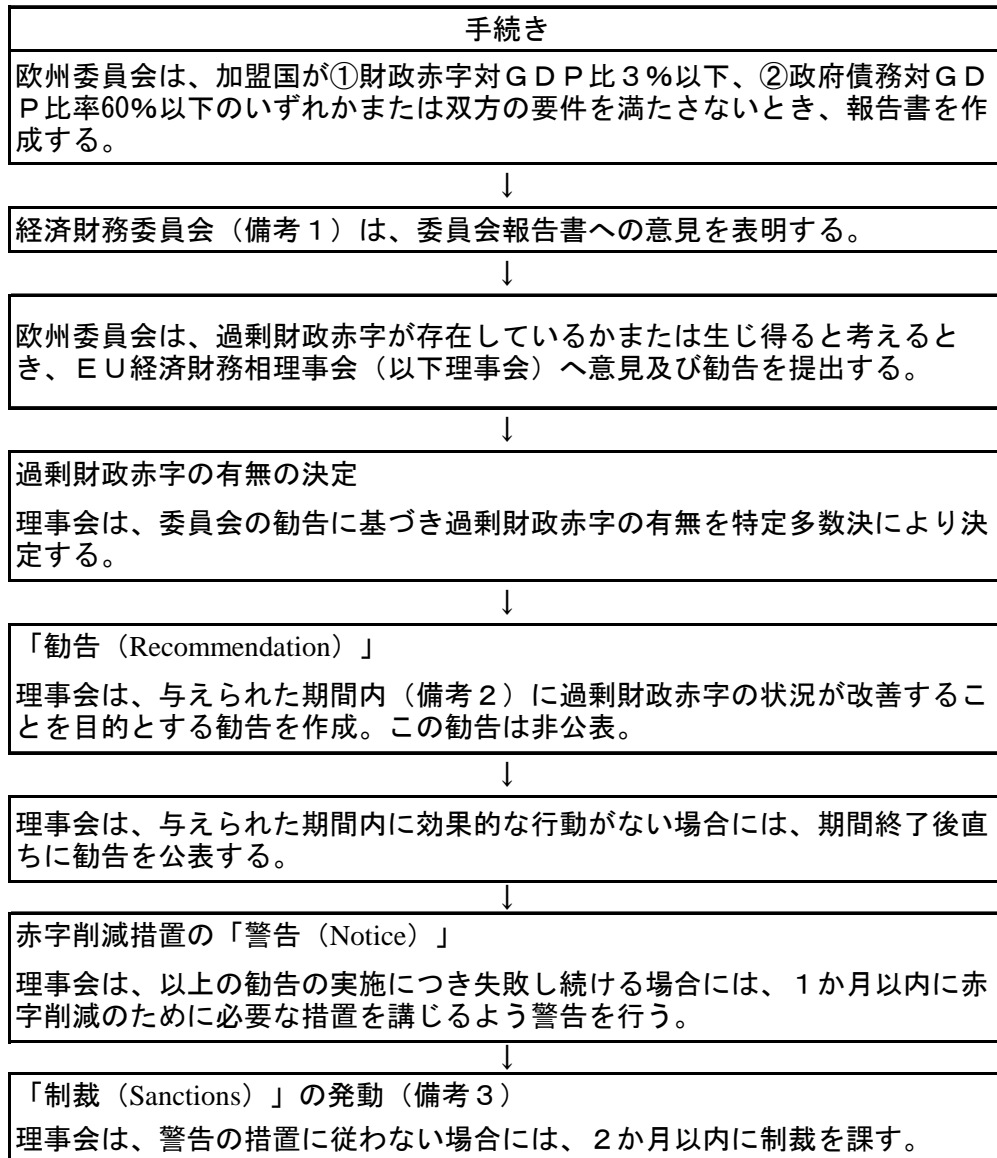 手続き
欧州委員会は、加盟国が①財政赤字対ＧＤＰ比３％以下、②政府債務対ＧＤ
Ｐ比率60％以下のいずれかまたは双方の要件を満たさないとき、報告書を作
成する。
↓
経済財務委員会（備考１）は、委員会報告書への意見を表明する。
↓
欧州委員会は、過剰財政赤字が存在しているかまたは生じ得ると考えると
き、ＥＵ経済財務相理事会（以下理事会）へ意見及び勧告を提出する。
↓
過剰財政赤字の有無の決定
理事会は、委員会の勧告に基づき過剰財政赤字の有無を特定多数決により決
定する。
↓
「勧告（Recommendation）」
理事会は、与えられた期間内（備考２）に過剰財政赤字の状況が改善するこ
とを目的とする勧告を作成。この勧告は非公表。
↓
理事会は、与えられた期間内に効果的な行動がない場合には、期間終了後直
ちに勧告を公表する。
↓
赤字削減措置の「警告（Notice）」
理事会は、以上の勧告の実施につき失敗し続ける場合には、１か月以内に赤
字削減のために必要な措置を講じるよう警告を行う。
↓
「制裁（Sanctions）」の発動（備考３）
理事会は、警告の措置に従わない場合には、２か月以内に制裁を課す。